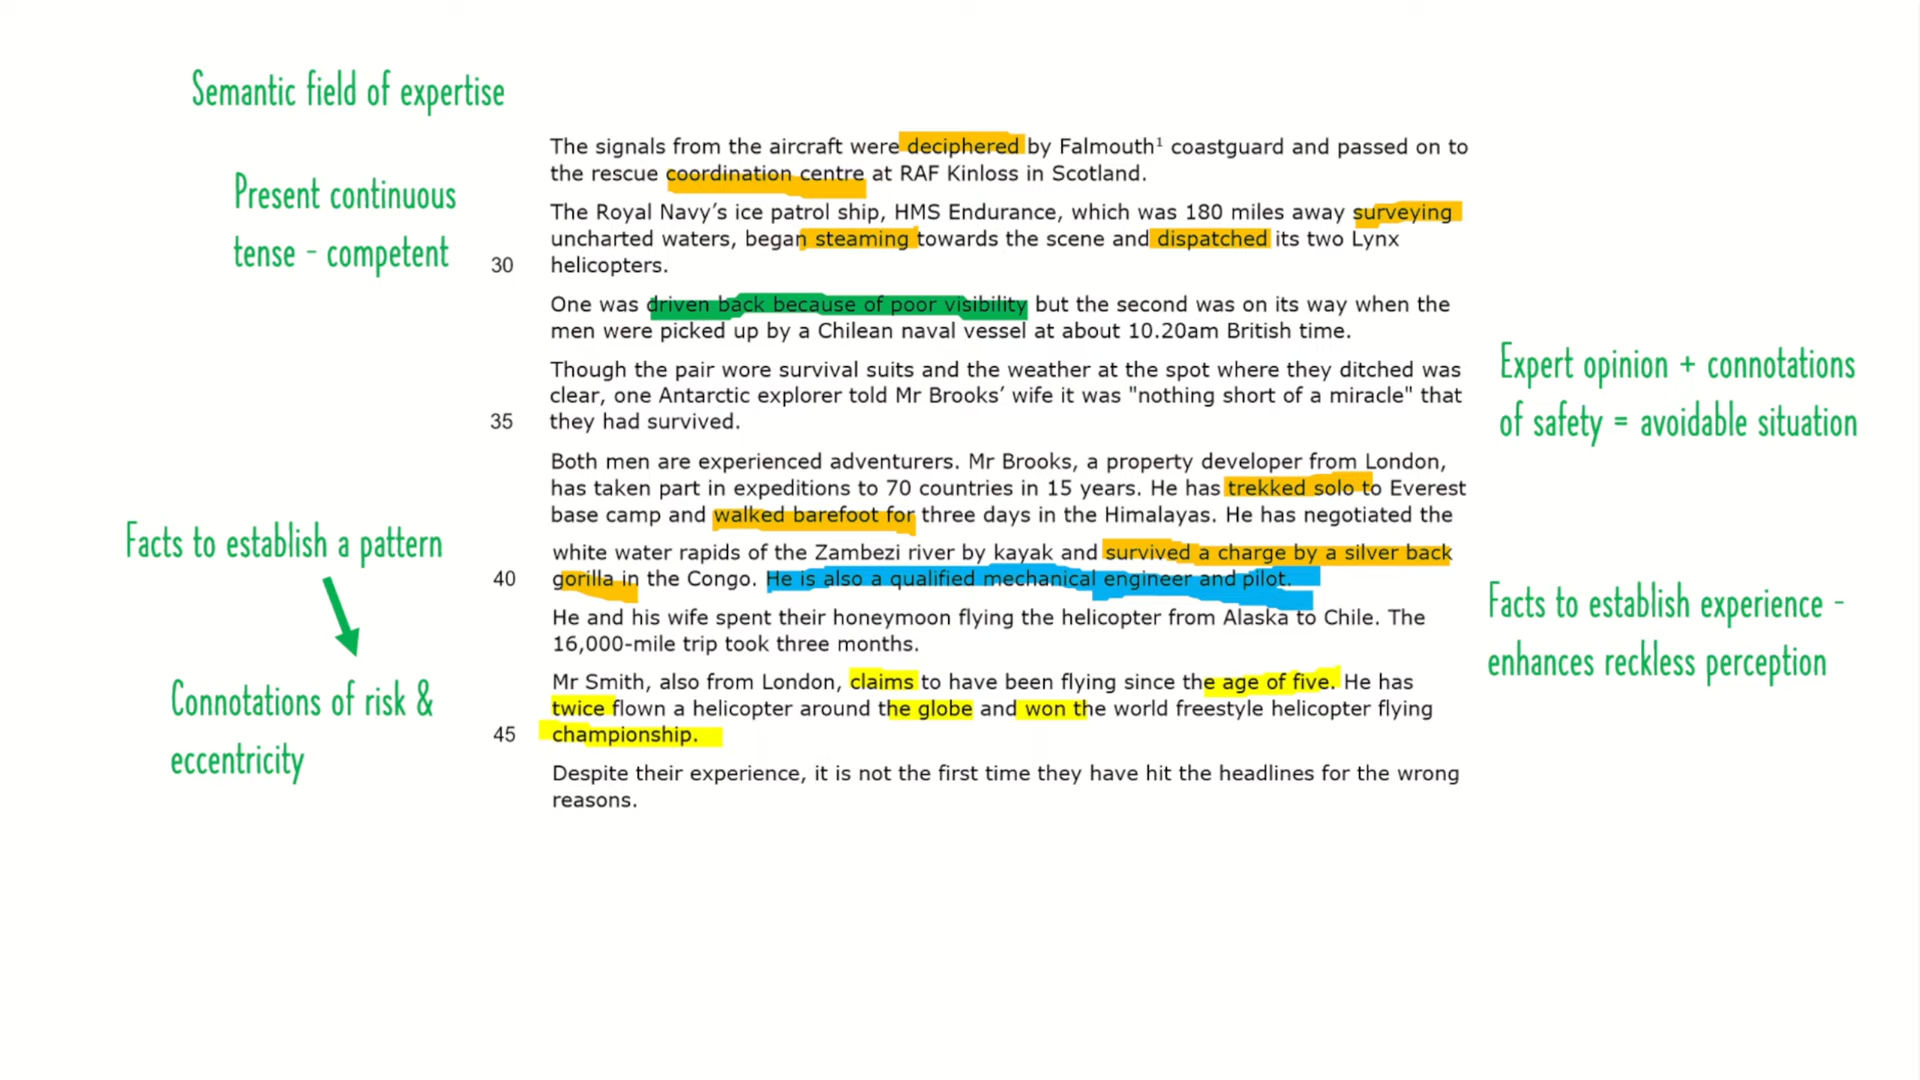 Semantic field of expertise
Present continuous
tense - competent
The signals from the aircraft were deciphered by Falmouth¹ coastguard and passed on to
the rescue coordination centre at RAF Kinloss in Scotland.
The Royal Navy’s ice patrol ship, HMS Endurance, which was 180 miles away surveying
uncharted waters, began steaming towards the scene and dispatched its two Lynx
30 helicopters.
One was driven back because of poor visibility but the second was on its way when the
men were picked up by a Chilean naval vessel at about 10.20am British time.
Though the pair wore survival suits and the weather at the spot where they ditched was
clear, one Antarctic explorer told Mr Brooks’ wife it was "nothing short of a miracle" that
35 they had survived.
Expert opinion + connotations
of safety = avoidable situation
Both men are experienced adventurers. Mr Brooks, a property developer from London,
has taken part in expeditions to 70 countries in 15 years. He has trekked solo to Everest
base camp and walked barefoot for three days in the Himalayas. He has negotiated the
white water rapids of the Zambezi river by kayak and survived a charge by a silver back
40 gorilla in the Congo. He is also a qualified mechanical engineer and pilot.
Facts to establish a pattern
Connotations of risk &
eccentricity
He and his wife spent their honeymoon flying the helicopter from Alaska to Chile. The
16,000-mile trip took three months.
Facts to establish experience -
enhances reckless perception
Mr Smith, also from London, claims to have been flying since the age of five. He has
twice flown a helicopter around the globe and won the world freestyle helicopter flying
45 championship.
Despite their experience, it is not the first time they have hit the headlines for the wrong
reasons.